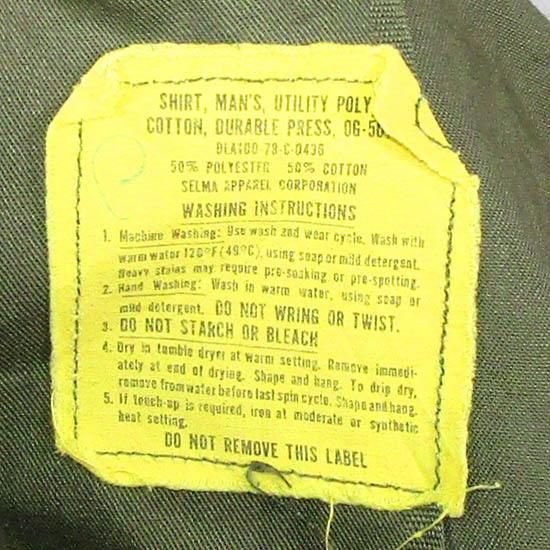 SHIRT, MAN'S, UTILITY POLY
COTTON, DURABLE PRESS,
DLA100-78-C-0436
50% POLYESTER 50% COTTON
SELMA APPAREL CORPORATION
WASHING INSTRUCTIONS
1. Machine Washing: Use wash and wear cycle. Wash with
warm water 120°F (49°C), using soap or mild detergent.
Heavy stains may require pre-soaking or pre-spotting.
2. Hand Washing: Wash in warm water, using soap or
mild detergent. DO NOT WRING OR TWIST.
3. DO NOT STARCH OR BLEACH
4. Dry in tumble dryer at warm setting. Remove immedi-
ately at end of drying. Shape and hang. To drip dry,
remove from water before last spin cycle. Shape and hang.
5. If touch-up is required, iron at moderate or synthetic
heat setting.
DO NOT REMOVE THIS LABEL